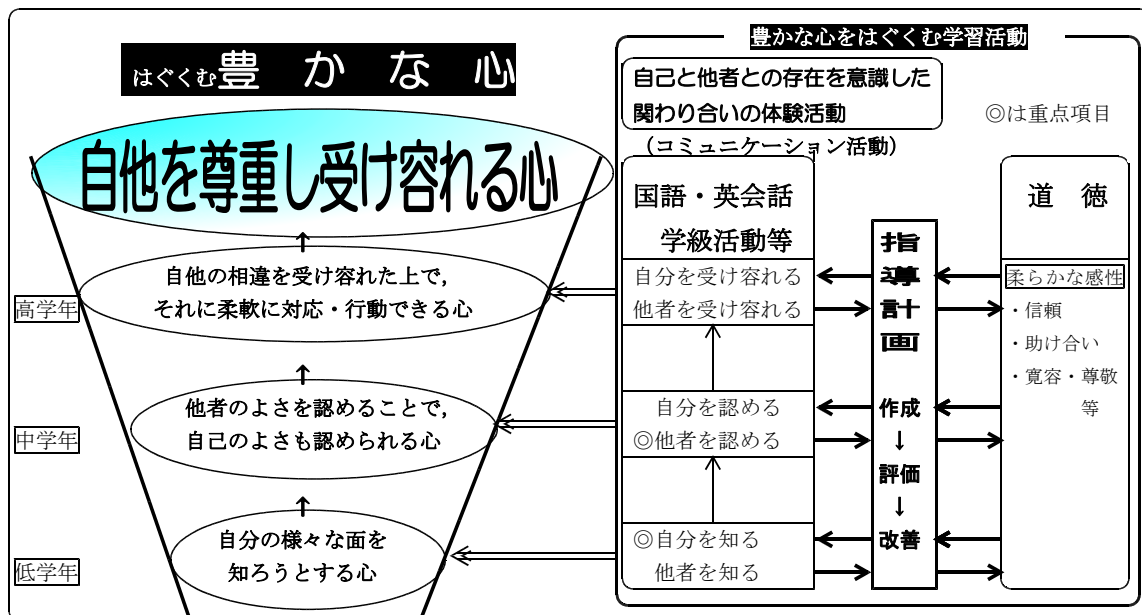 はぐくむ豊かな心
自他を尊重し受け容れる心
↑
自他の相違を受け容れた上で,
それに柔軟に対応・行動できる心
高学年
↑
他者のよさを認めることで,
自己のよさも認められる心
中学年
↑
自分の様々な面を
知ろうとする心
低学年
豊かな心をはぐくむ学習活動
自己と他者との存在を意識した
関わり合いの体験活動
(コミュニケーション活動)
◎は重点項目
国語・英会話
学級活動等
自分を受け容れる
他者を受け容れる
自分を認める
◎他者を認める
◎自分を知る
他者を知る
指導計画
作成
↓
評価
↓
改善
道徳
柔らかな感性
・信頼
・助け合い
・寛容・尊敬
等